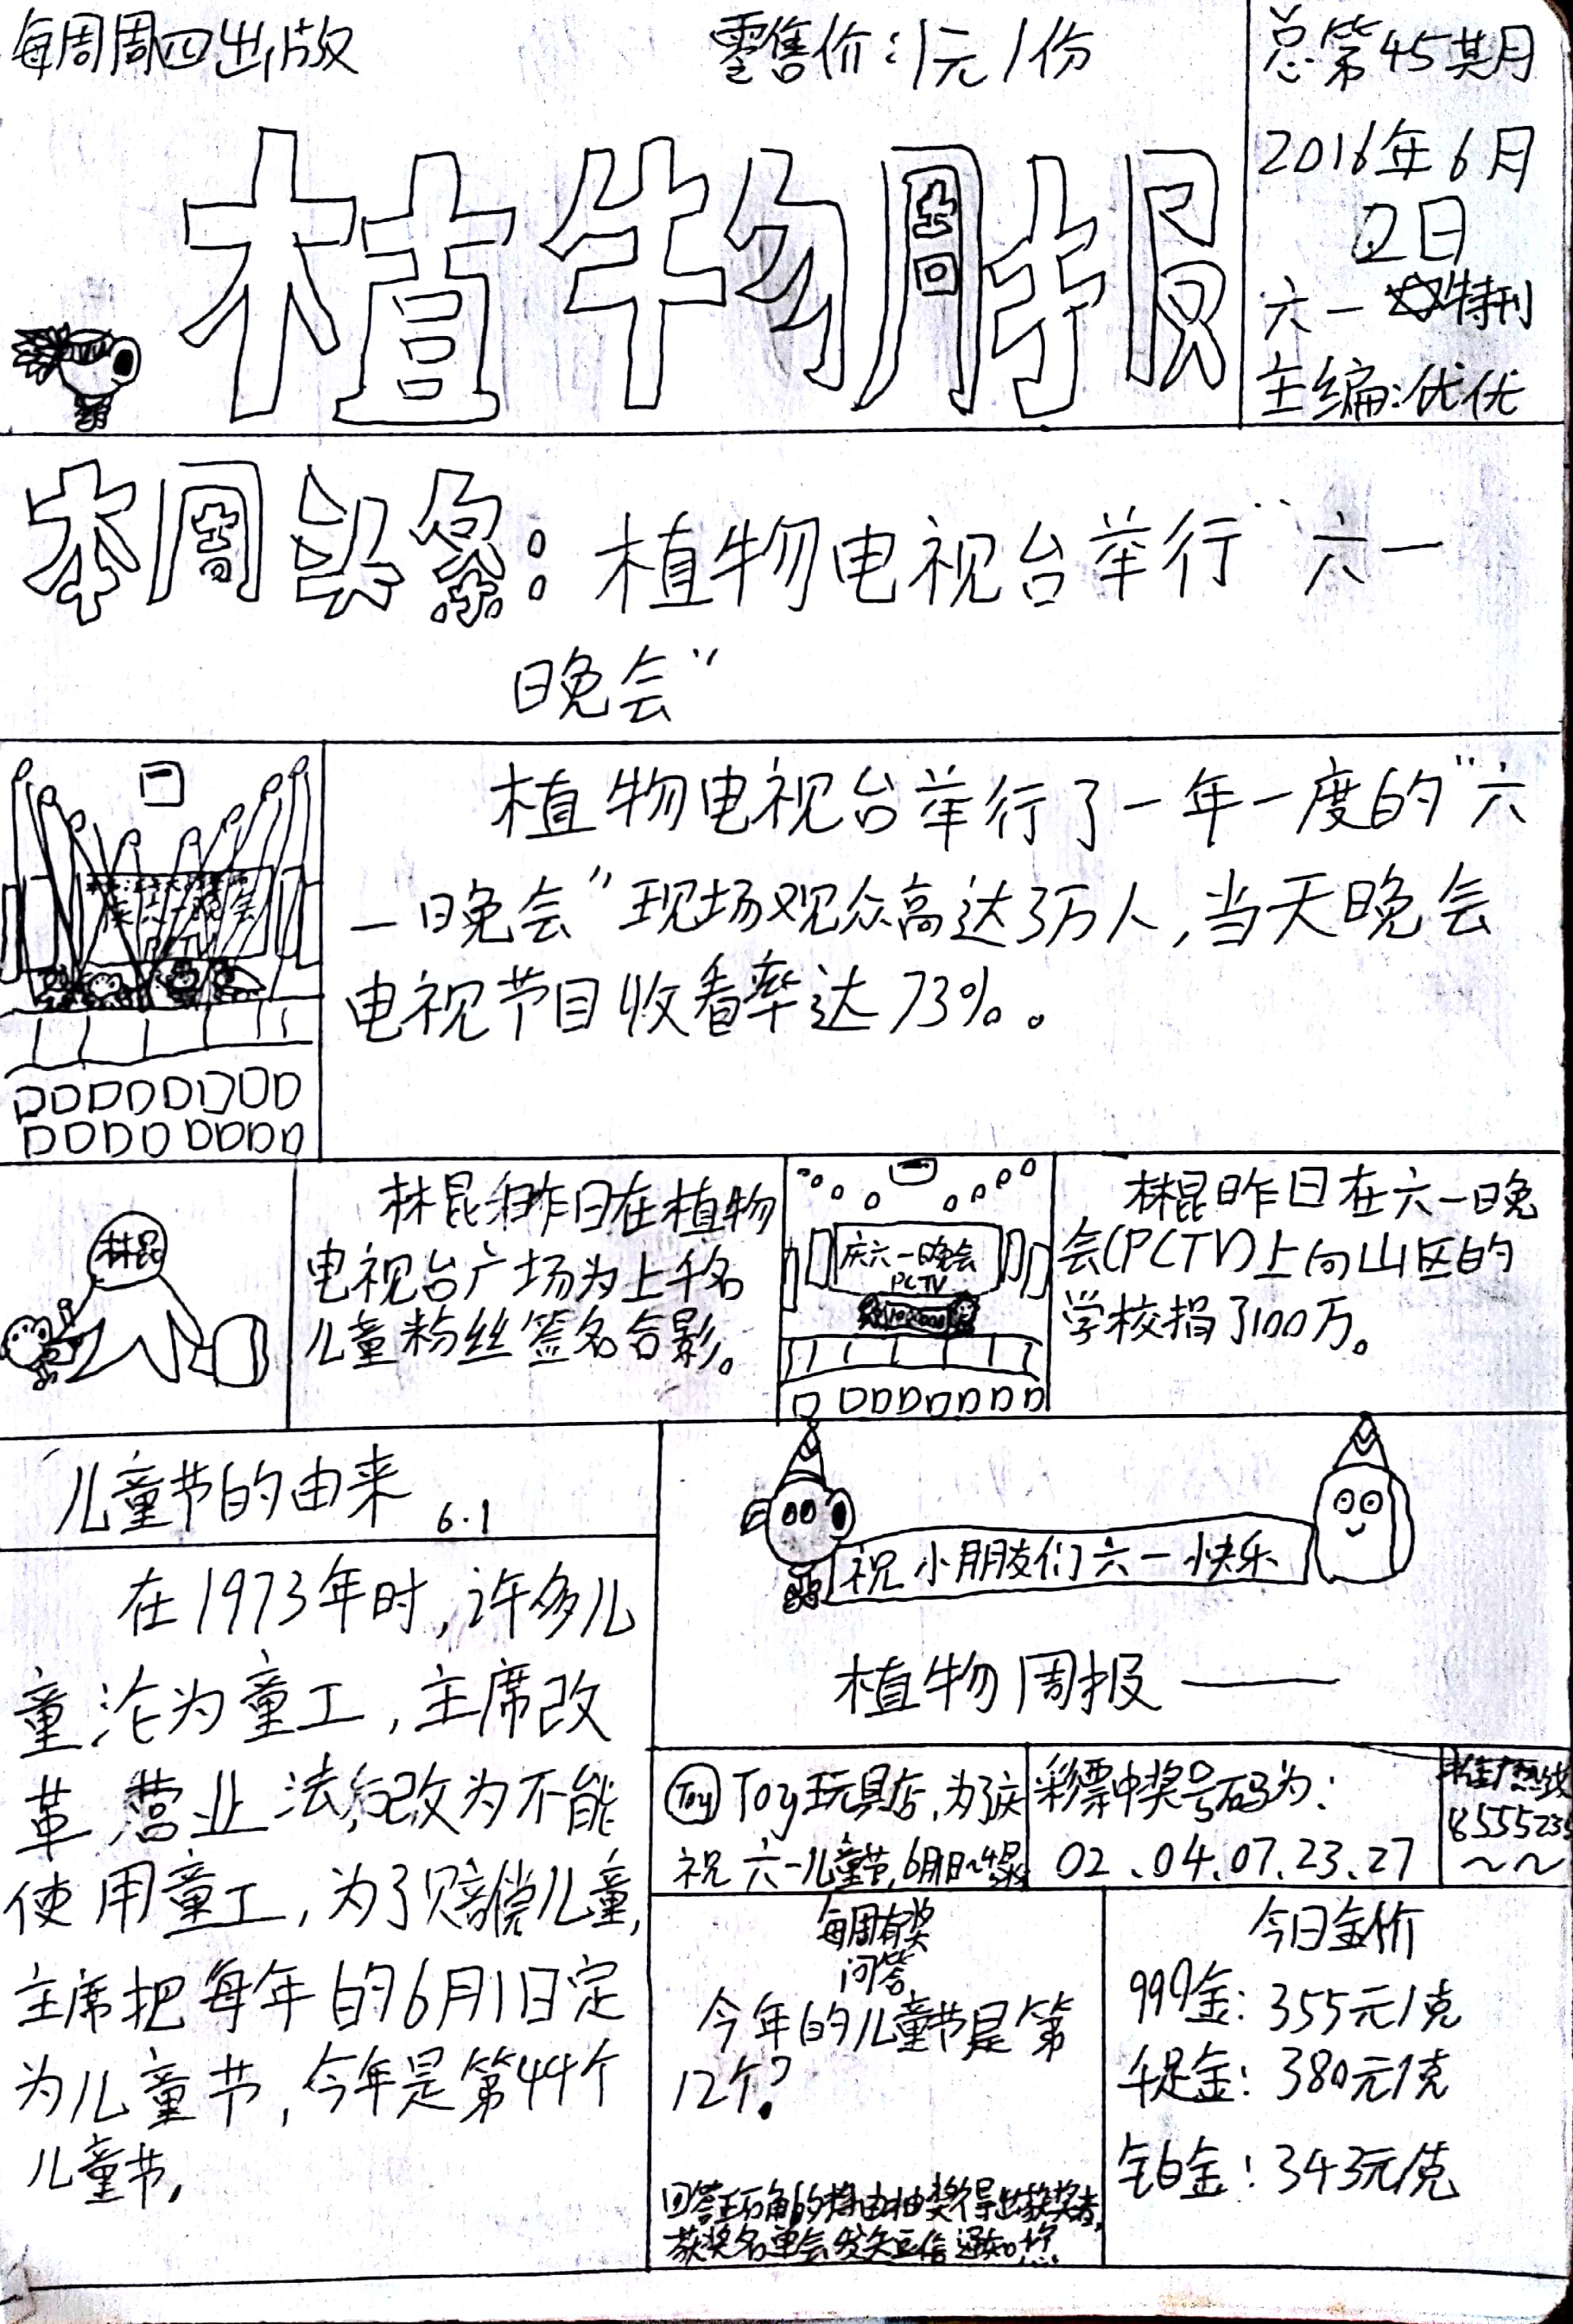 每周周四出版
零售价：1元/份
总第45期
2016年6月
2日
六一特刊
主编：优优
植物周报
本周头条：植物电视台举行“六一
晚会”
植物电视台举行了一年一度的“六
一晚会”现场观众高达3万人，当天晚会
电视节目收看率达73%。
林昆
林昆昨日在植物
电视台广场为上千名
儿童粉丝签名合影。
庆六一晚会
PCTV
林昆昨日在六一晚
会(PCTV)上向山区的
学校捐了100万。
儿童节的由来 6.1
在1973年时，许多儿
童沦为童工，主席改
革营业法，改为不能
使用童工，为了赔偿儿童，
主席把每年的6月1日定
为儿童节，今年是第44个
儿童节，
祝小朋友们六一快乐
植物周报——
Toy Toy玩具店，为了庆
祝六一儿童节，
彩票中奖号码为：
02、04、07、23、27
每周有奖
问答
今年的儿童节是第
12个？
回答正确的将由抽奖得出获奖者，
获奖名单会发短信通知您
今日金价
999金：355元/克
千足金：380元/克
铂金：343元/克